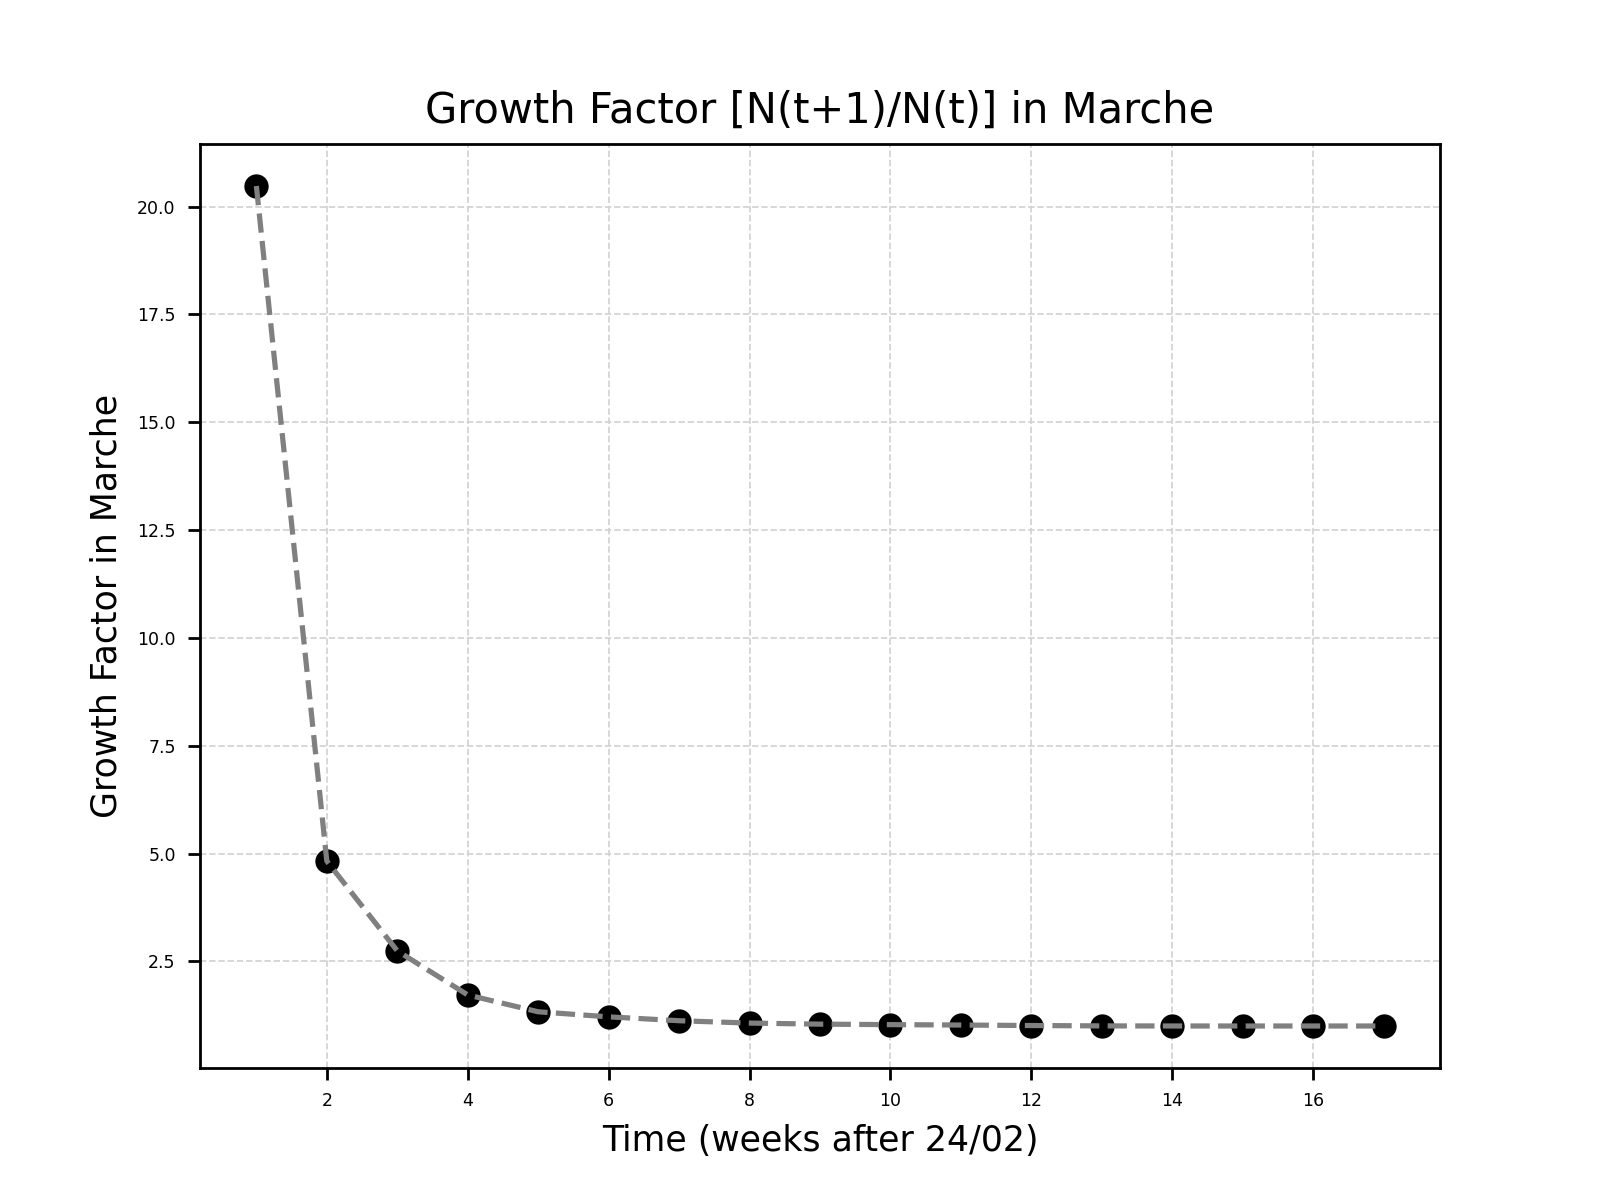 Growth Factor [N(t+1)/N(t)] in Marche
Growth Factor in Marche
20.0
17.5
15.0
12.5
10.0
7.5
5.0
2.5
2 4 6 8 10 12 14 16
Time (weeks after 24/02)